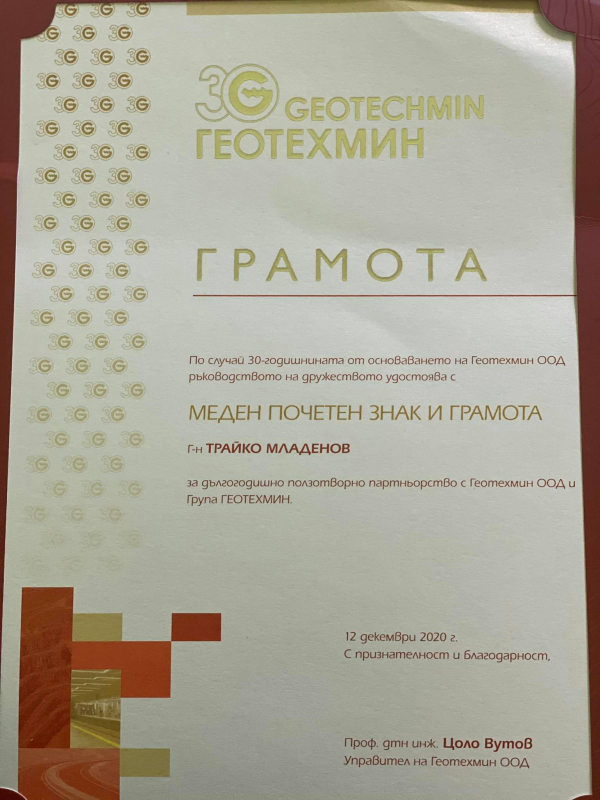 3G GEOTECHMIN
ГЕОТЕХМИН
ГРАМОТА
По случай 30-годишнината от основаването на Геотехмин ООД
ръководството на дружеството удостоява с
МЕДЕН ПОЧЕТЕН ЗНАК И ГРАМОТА
Г-н ТРАЙКО МЛАДЕНОВ
за дългогодишно ползотворно партньорство с Геотехмин ООД и
Група ГЕОТЕХМИН.
12 декември 2020 г.
С признателност и благодарност,
Проф. дтн инж. Цоло Вутов
Управител на Геотехмин ООД